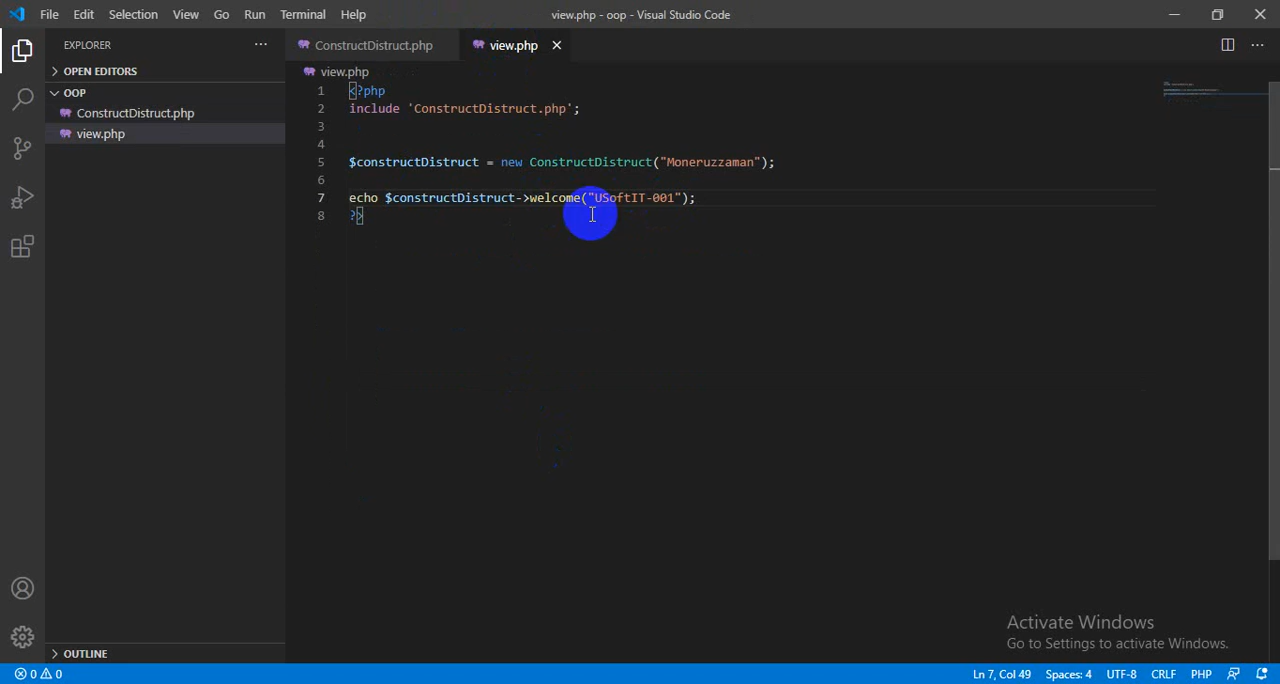 File Edit Selection View Go Run Terminal Help view.php - oop - Visual Studio Code
EXPLORER
ConstructDistruct.php view.php
OPEN EDITORS
view.php
OOP
ConstructDistruct.php
view.php
1 <?php
2 include 'ConstructDistruct.php';
3
4
5 $constructDistruct = new ConstructDistruct("Moneruzzaman");
6
7 echo $constructDistruct->welcome("USoftIT-001");
8 ?>
Activate Windows
Go to Settings to activate Windows.
OUTLINE
0 0 Ln 7, Col 49 Spaces: 4 UTF-8 CRLF PHP